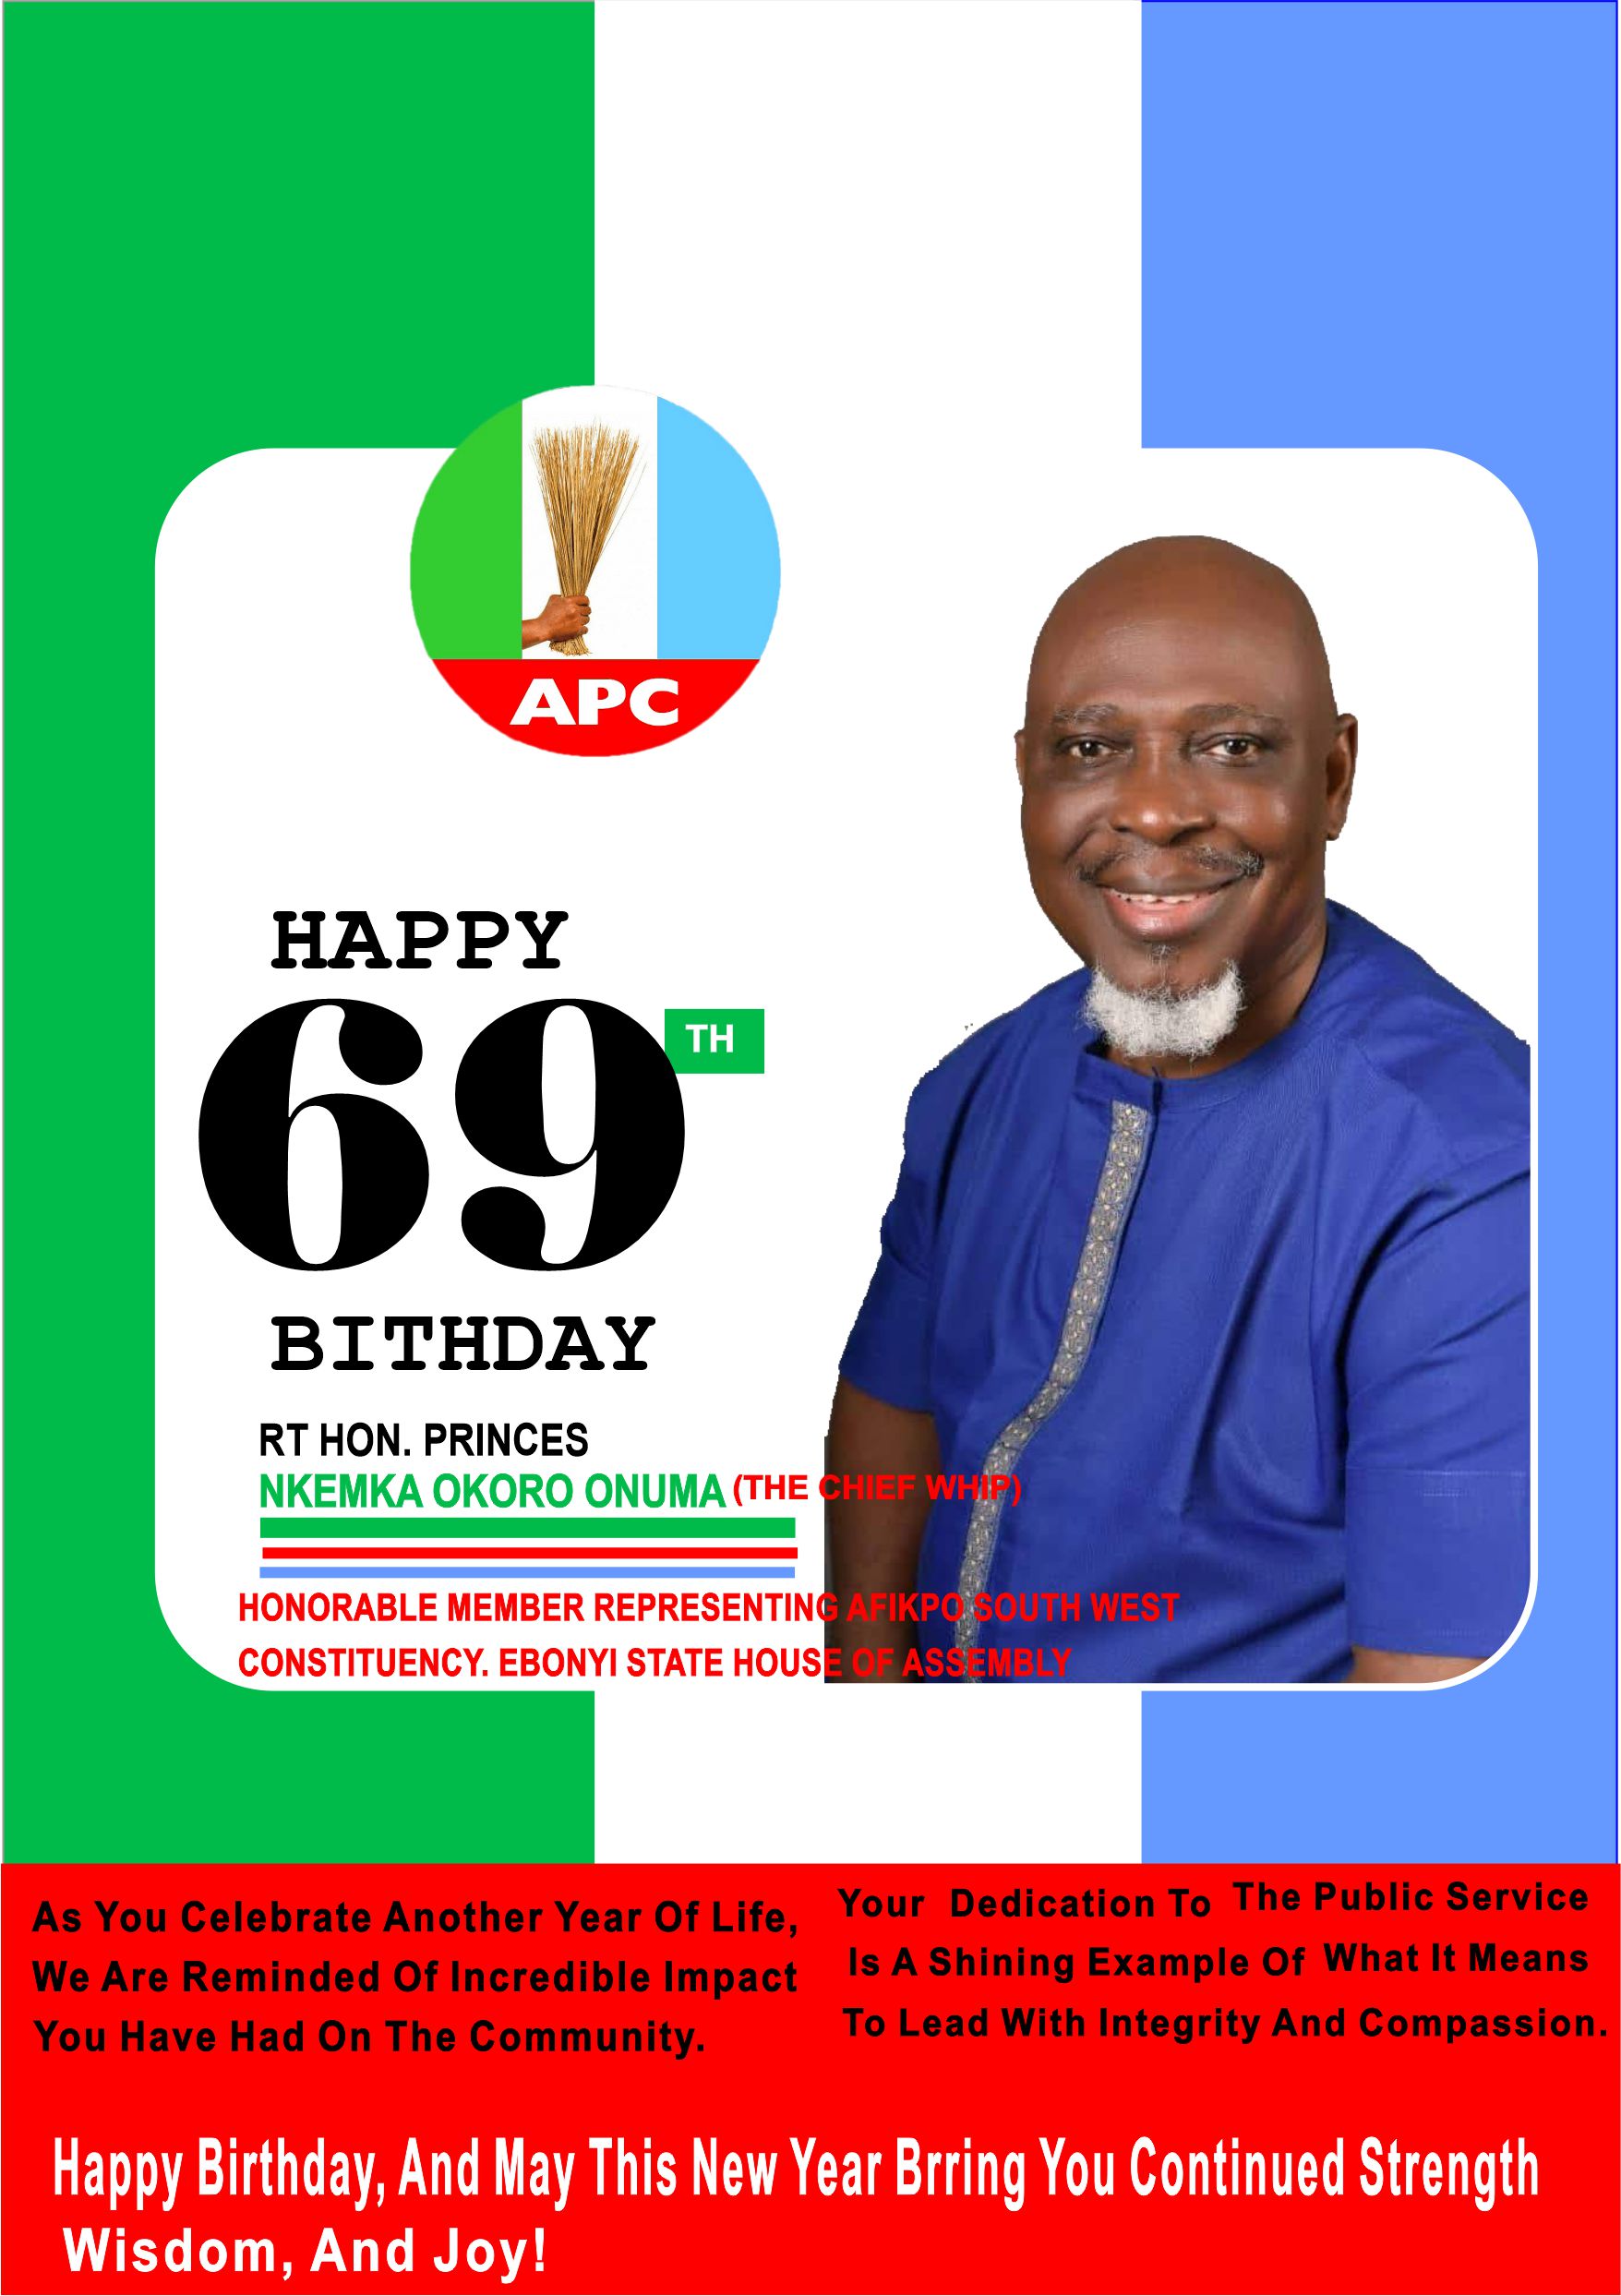 APC
HAPPY
69TH
BITHDAY
RT HON. PRINCES
NKEMKA OKORO ONUMA (THE CHIEF WHIP)
HONORABLE MEMBER REPRESENTING AFIKPO SOUTH WEST
CONSTITUENCY. EBONYI STATE HOUSE OF ASSEMBLY
As You Celebrate Another Year Of Life,
We Are Reminded Of Incredible Impact
You Have Had On The Community.
Your Dedication To The Public Service
Is A Shining Example Of What It Means
To Lead With Integrity And Compassion.
Happy Birthday, And May This New Year Brring You Continued Strength
Wisdom, And Joy!